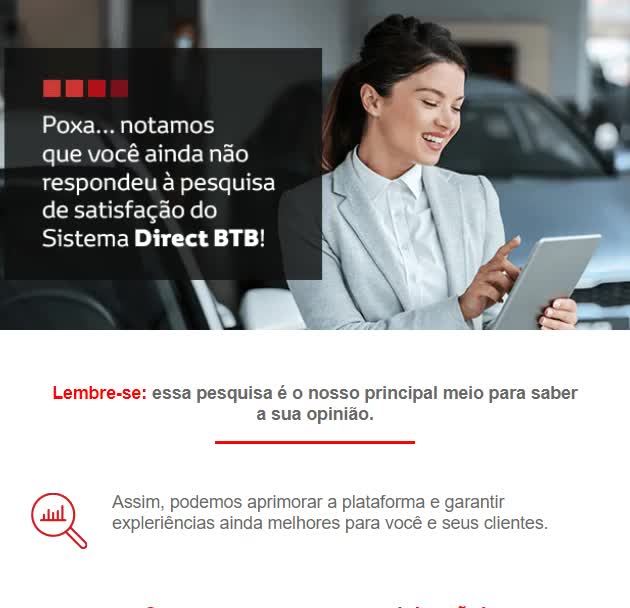 Poxa... notamos
que você ainda não
respondeu à pesquisa
de satisfação do
Sistema Direct BTB!
Lembre-se: essa pesquisa é o nosso principal meio para saber
a sua opinião.
Assim, podemos aprimorar a plataforma e garantir
expleriências ainda melhores para você e seus clientes.